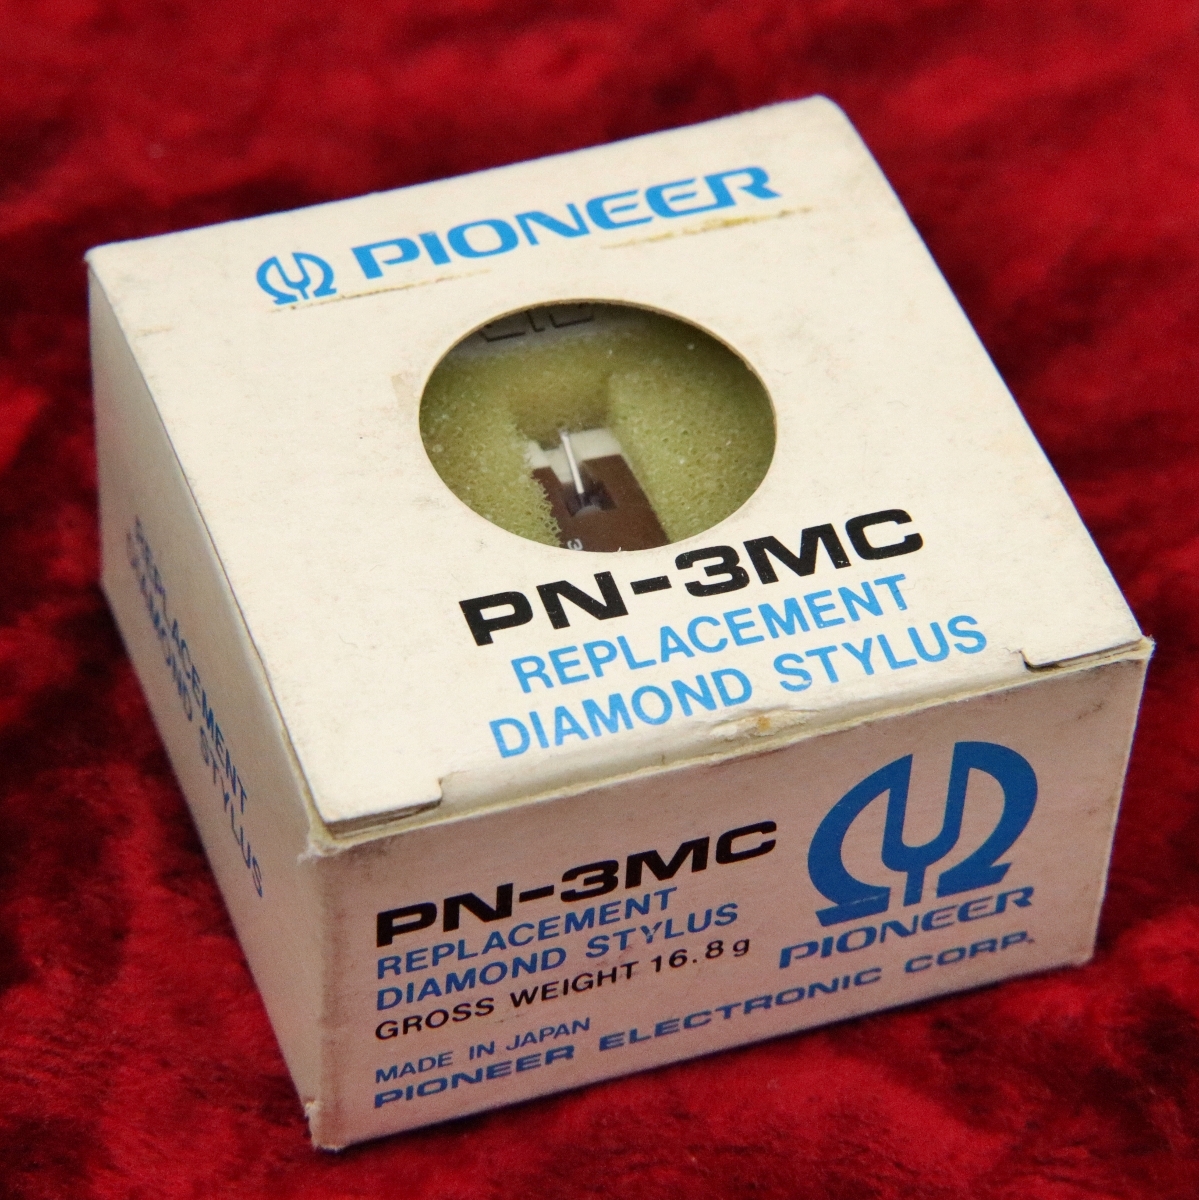 PIONEER
PN-3MC
REPLACEMENT
DIAMOND STYLUS
3
REPLACEMENT
DIAMOND STYLUS
PN-3MC
REPLACEMENT
DIAMOND STYLUS
GROSS WEIGHT 16.8g
MADE IN JAPAN
PIONEER ELECTRONIC CORP.
PIONEER